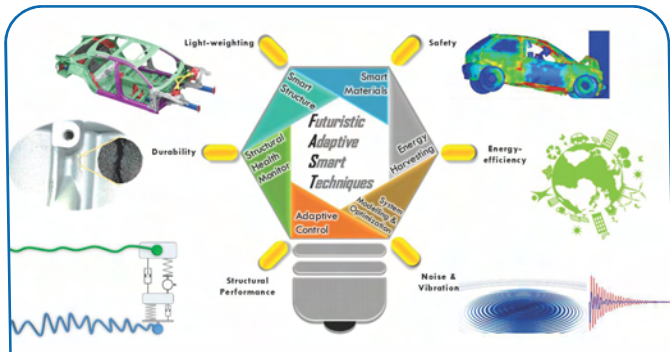 Light-weighting
Safety
Smart
Structure
Smart
Materials
Durability
Structural
Health
Monitor
Futuristic
Adaptive
Smart
Techniques
Energy
Harvesting
Energy-
efficiency
Adaptive
Control
System
Modelling &
Optimization
Structural
Performance
Noise &
Vibration